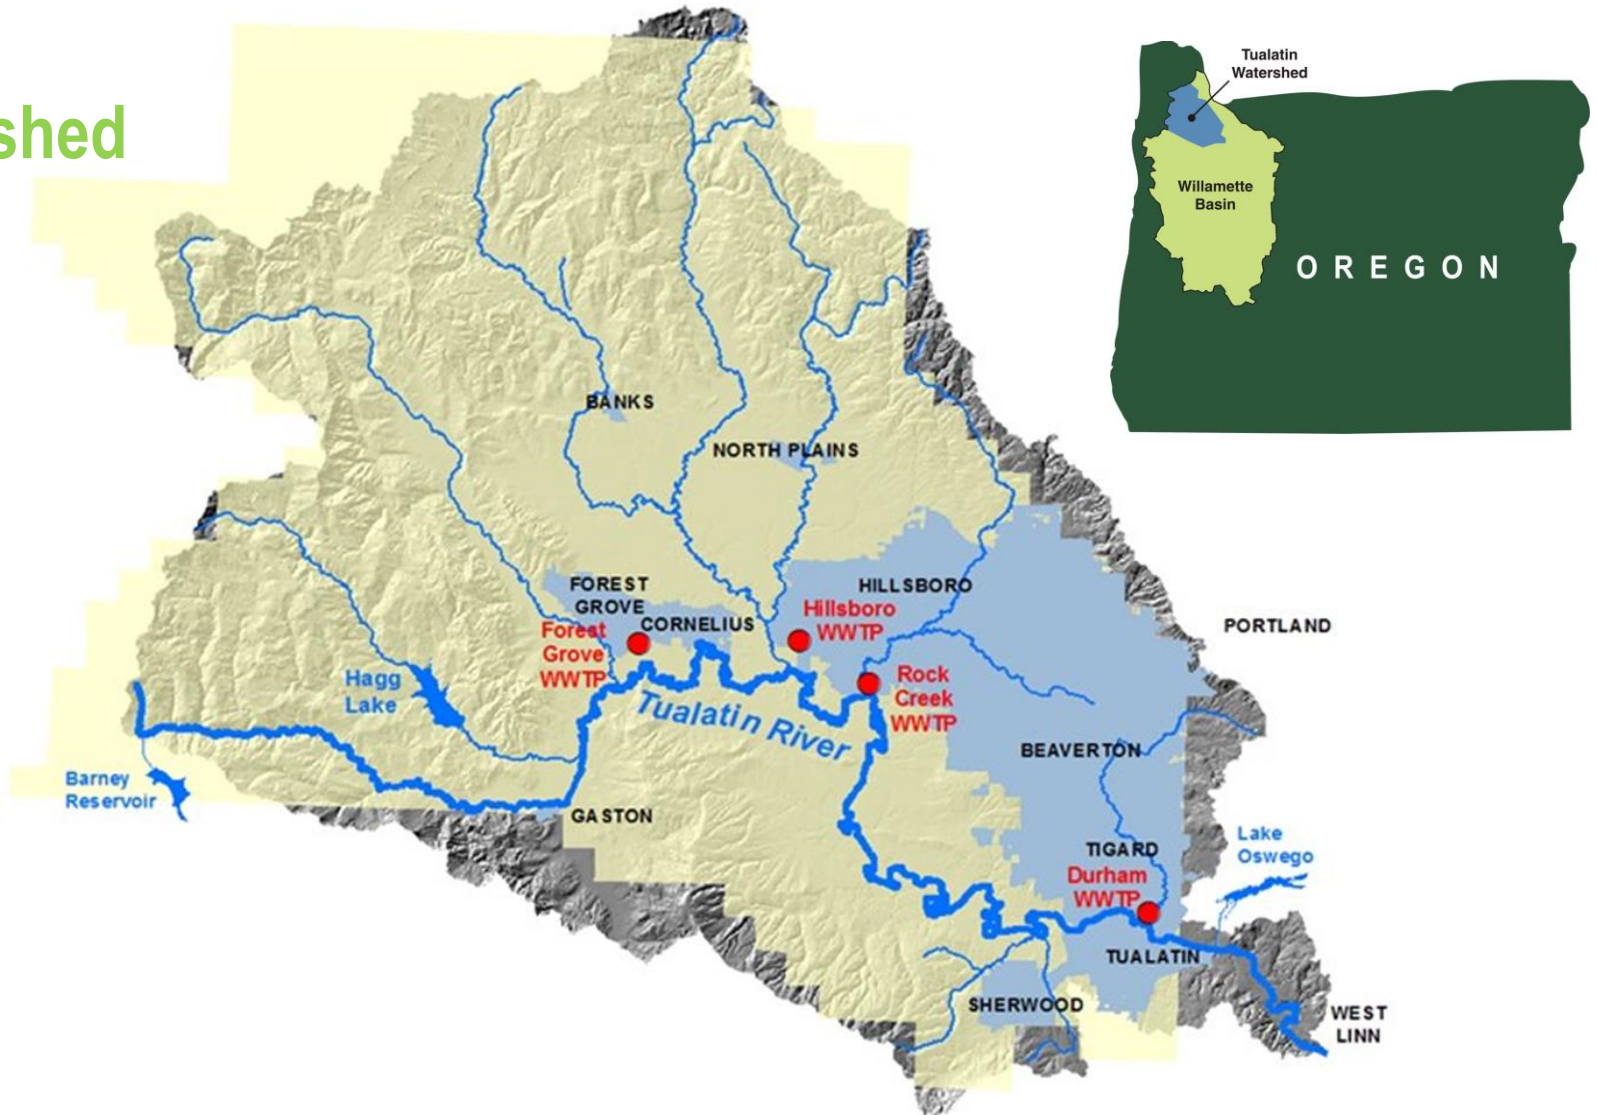 shed
Tualatin
Watershed
Willamette
Basin
OREGON
BANKS
NORTH PLAINS
FOREST
GROVE
CORNELIUS
HILLSBORO
Hillsboro
WWTP
Forest
Grove
WWTP
PORTLAND
Rock
Creek
WWTP
Hagg
Lake
Tualatin River
BEAVERTON
Barney
Reservoir
GASTON
TIGARD
Durham
WWTP
Lake
Oswego
TUALATIN
SHERWOOD
WEST
LINN